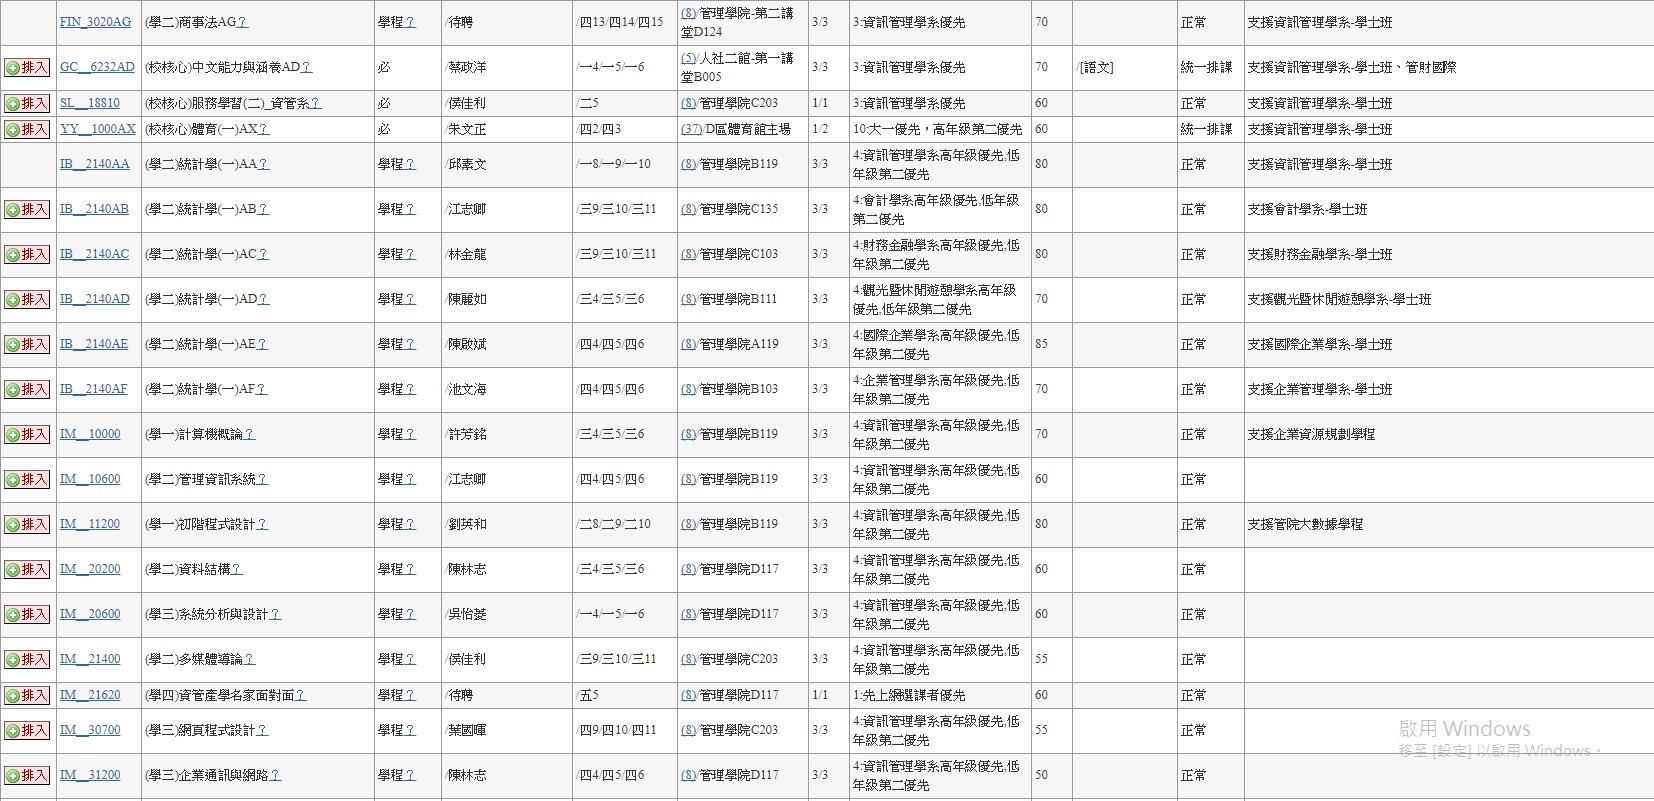 FIN_3020AG (學二)商事法AG? 學程? /待聘 /四13/四14/四15 (8)/管理學院-第二講堂D124 3/3 3:資訊管理學系優先 70 正常 支援資訊管理學系-學士班
排入 GC__6232AD (校核心)中文能力與涵養AD? 必 /蔡政洋 /一4/一5/一6 (5)/人社二館-第一講堂B005 3/3 3:資訊管理學系優先 70 /[語文] 統一排課 支援資訊管理學系-學士班、管財國際
排入 SL__18810 (校核心)服務學習(二)_資管系? 必 /侯佳利 /二5 (8)/管理學院C203 1/1 3:資訊管理學系優先 60 正常 支援資訊管理學系-學士班
排入 YY__1000AX (校核心)體育(一)AX? 必 /朱文正 /四2/四3 (37)/D區體育館主場 1/2 10:大一優先，高年級第二優先 60 統一排課 支援資訊管理學系-學士班
IB__2140AA (學二)統計學(一)AA? 學程? /邱素文 /一8/一9/一10 (8)/管理學院B119 3/3 4:資訊管理學系高年級優先,低年級第二優先 80 正常 支援資訊管理學系-學士班
排入 IB__2140AB (學二)統計學(一)AB? 學程? /江志卿 /三9/三10/三11 (8)/管理學院C135 3/3 4:會計學系高年級優先,低年級第二優先 80 正常 支援會計學系-學士班
排入 IB__2140AC (學二)統計學(一)AC? 學程? /林金龍 /三9/三10/三11 (8)/管理學院C103 3/3 4:財務金融學系高年級優先,低年級第二優先 80 正常 支援財務金融學系-學士班
排入 IB__2140AD (學二)統計學(一)AD? 學程? /陳麗如 /三4/三5/三6 (8)/管理學院B111 3/3 4:觀光暨休閒遊憩學系高年級優先,低年級第二優先 70 正常 支援觀光暨休閒遊憩學系-學士班
排入 IB__2140AE (學二)統計學(一)AE? 學程? /陳啟斌 /四4/四5/四6 (8)/管理學院A119 3/3 4:國際企業學系高年級優先,低年級第二優先 85 正常 支援國際企業學系-學士班
排入 IB__2140AF (學二)統計學(一)AF? 學程? /池文海 /四4/四5/四6 (8)/管理學院B103 3/3 4:企業管理學系高年級優先,低年級第二優先 70 正常 支援企業管理學系-學士班
排入 IM__10000 (學一)計算機概論? 學程? /許芳銘 /三4/三5/三6 (8)/管理學院B119 3/3 4:資訊管理學系高年級優先,低年級第二優先 70 正常 支援企業資源規劃學程
排入 IM__10600 (學二)管理資訊系統? 學程? /江志卿 /四4/四5/四6 (8)/管理學院B119 3/3 4:資訊管理學系高年級優先,低年級第二優先 60 正常
排入 IM__11200 (學一)初階程式設計? 學程? /劉英和 /二8/二9/二10 (8)/管理學院B119 3/3 4:資訊管理學系高年級優先,低年級第二優先 80 正常 支援管院大數據學程
排入 IM__20200 (學二)資料結構? 學程? /陳林志 /三4/三5/三6 (8)/管理學院D117 3/3 4:資訊管理學系高年級優先,低年級第二優先 60 正常
排入 IM__20600 (學三)系統分析與設計? 學程? /吳怡菱 /一4/一5/一6 (8)/管理學院D117 3/3 4:資訊管理學系高年級優先,低年級第二優先 60 正常
排入 IM__21400 (學二)多媒體導論? 學程? /侯佳利 /三9/三10/三11 (8)/管理學院C203 3/3 4:資訊管理學系高年級優先,低年級第二優先 55 正常
排入 IM__21620 (學四)資管產學名家面對面? 學程? /待聘 /五5 (8)/管理學院D117 1/1 1:先上網選課者優先 60 正常
排入 IM__30700 (學三)網頁程式設計? 學程? /葉國暉 /四9/四10/四11 (8)/管理學院C203 3/3 4:資訊管理學系高年級優先,低年級第二優先 55 正常
啟用 Windows
移至 [設定] 以啟用 Windows。
排入 IM__31200 (學三)企業通訊與網路? 學程? /陳林志 /四4/四5/四6 (8)/管理學院D117 3/3 4:資訊管理學系高年級優先,低年級第二優先 50 正常